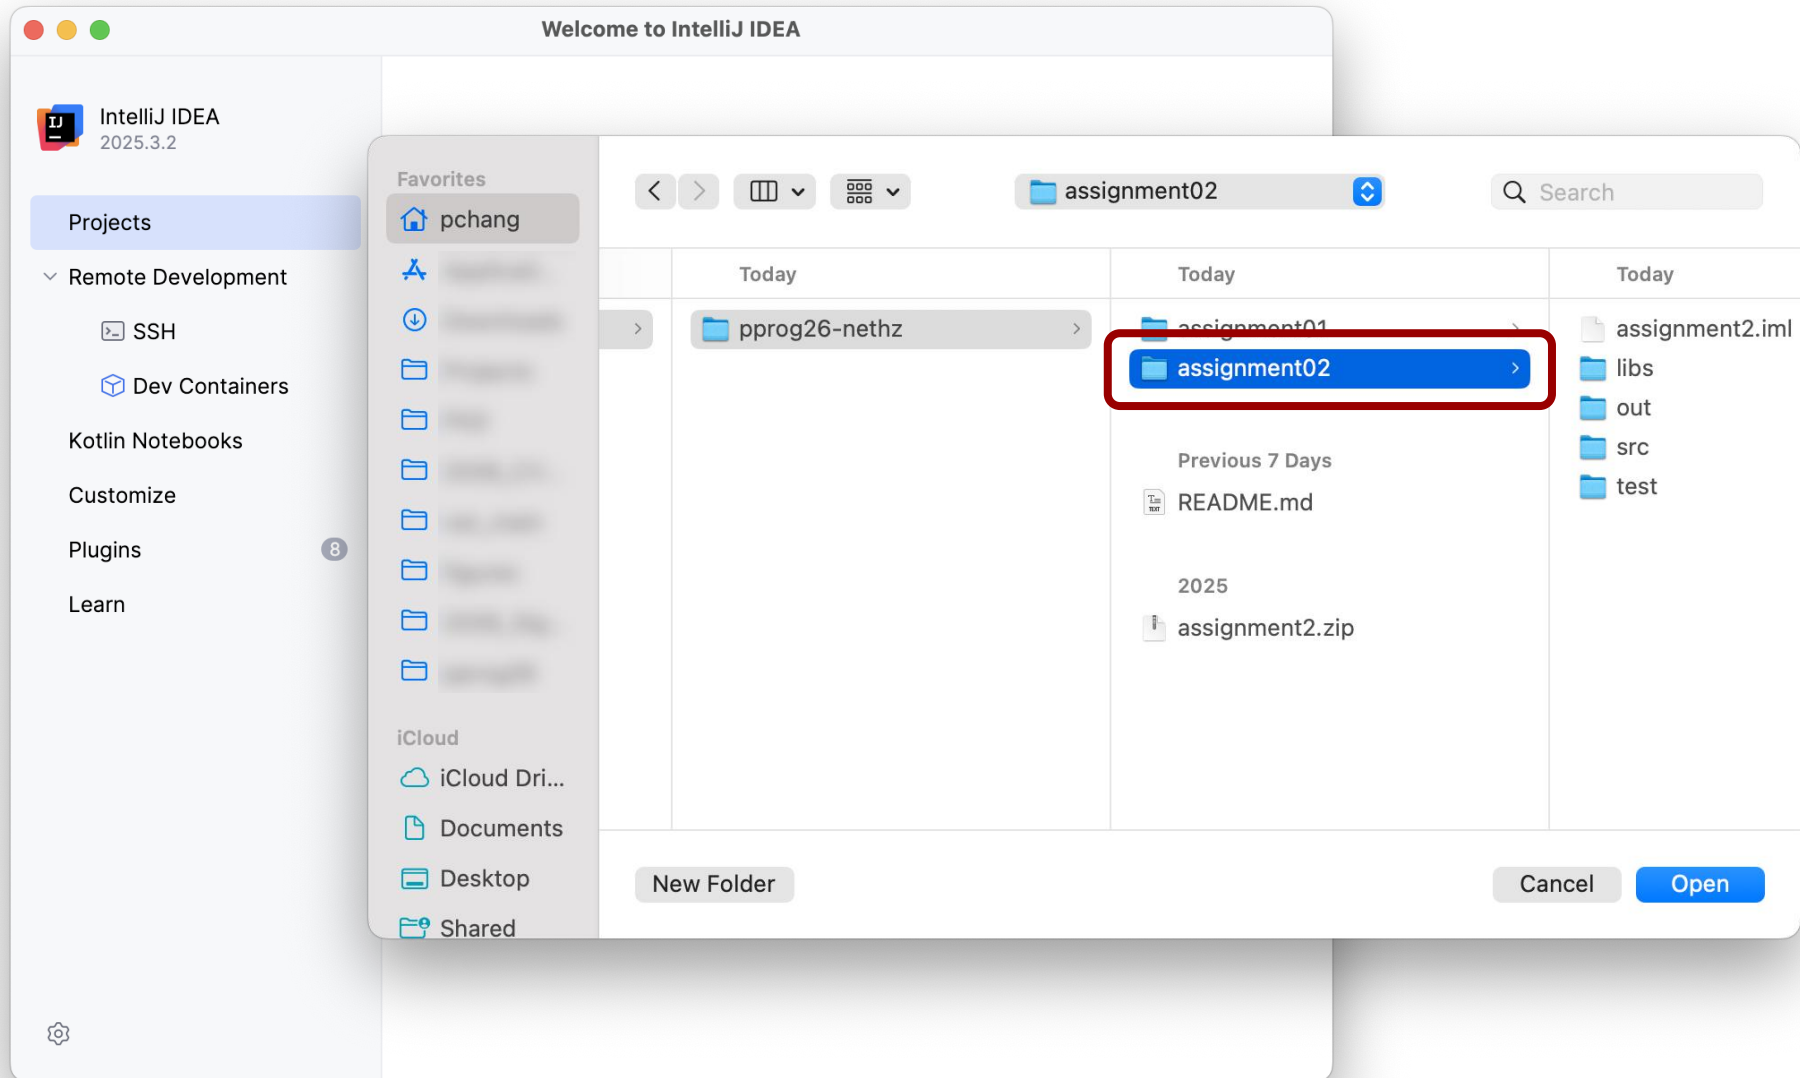 Welcome to IntelliJ IDEA
IntelliJ IDEA
2025.3.2
Projects
Remote Development
SSH
Dev Containers
Kotlin Notebooks
Customize
Plugins
8
Learn
Favorites
pchang
iCloud
iCloud Dri...
Documents
Desktop
Shared
assignment02
Search
Today
pprog26-nethz
Today
assignment01
assignment02
Previous 7 Days
README.md
2025
assignment2.zip
Today
assignment2.iml
libs
out
src
test
New Folder
Cancel
Open